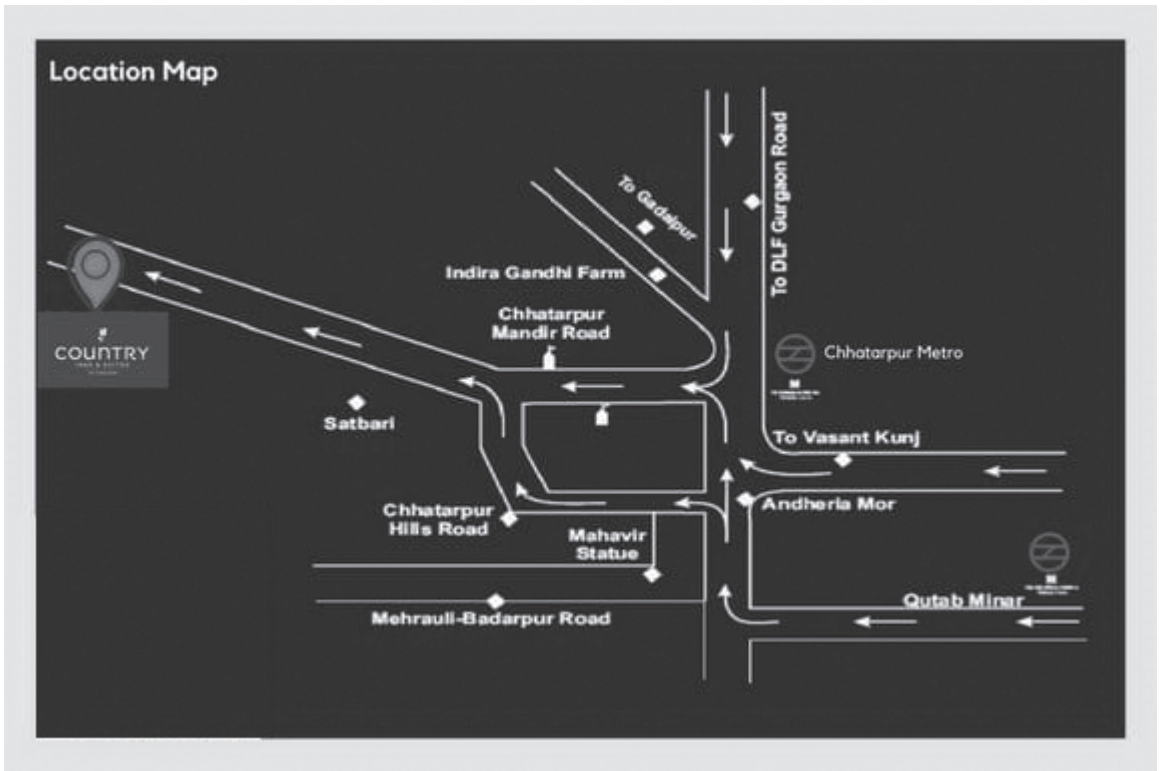 Location Map
To Gadaipur
To DLF Gurgaon Road
Indira Gandhi Farm
Chhatarpur
Mandir Road
Chhatarpur Metro
COUNTRY
Satbari
To Vasant Kunj
Andheria Mor
Chhatarpur
Hills Road
Mahavir
Statue
Qutab Minar
Mehrauli-Badarpur Road